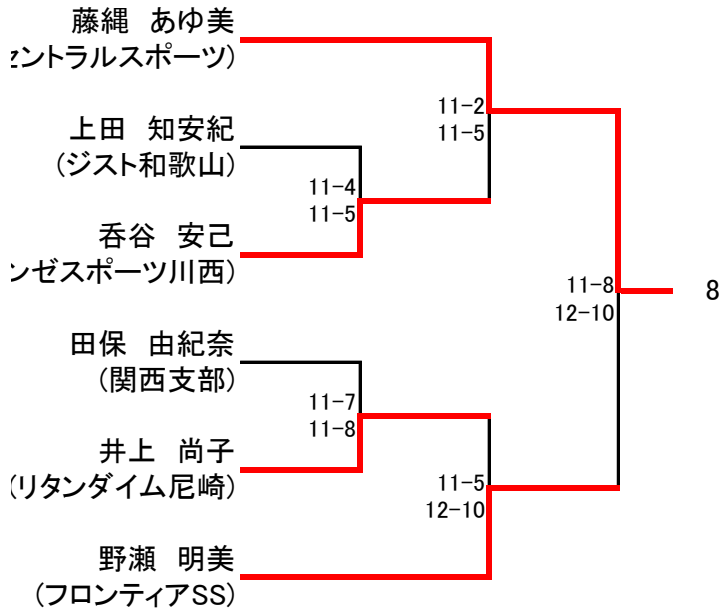 藤縄 あゆ美
ントラルスポーツ)
11-2
11-5
上田 知安紀
(ジスト和歌山)
11-4
11-5
呑谷 安己
ンゼスポーツ川西)
11-8
12-10
8
田保 由紀奈
(関西支部)
11-7
11-8
井上 尚子
(リタンダイム尼崎)
11-5
12-10
野瀬 明美
(フロンティアSS)